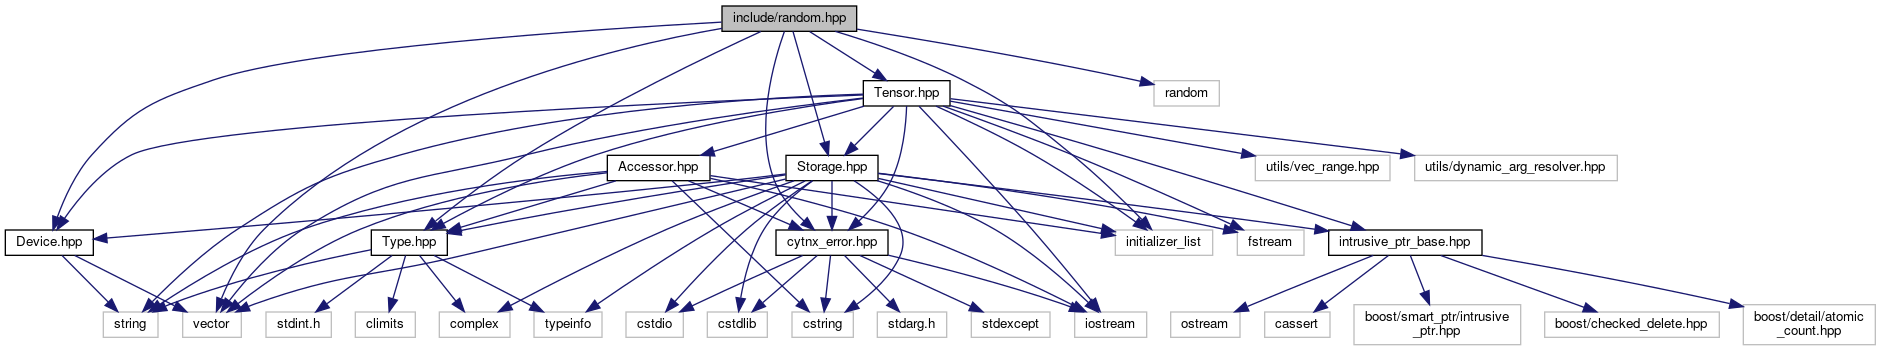 include/random.hpp
Tensor.hpp
random
Accessor.hpp
Storage.hpp
utils/vec_range.hpp
utils/dynamic_arg_resolver.hpp
Device.hpp
Type.hpp
cytnx_error.hpp
initializer_list
fstream
intrusive_ptr_base.hpp
string
vector
stdint.h
climits
complex
typeinfo
cstdio
cstdlib
cstring
stdarg.h
stdexcept
iostream
ostream
cassert
boost/smart_ptr/intrusive
_ptr.hpp
boost/checked_delete.hpp
boost/detail/atomic
_count.hpp